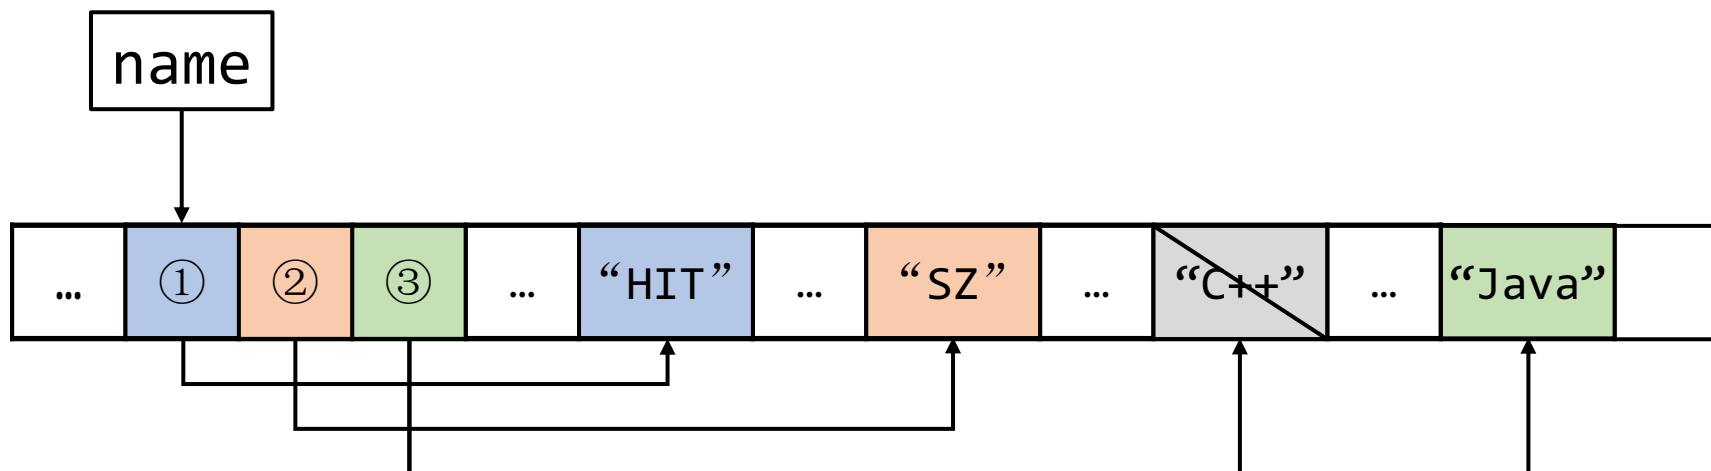 name
… ① ② ③ … “HIT” … “SZ” … “C++” … “Java”